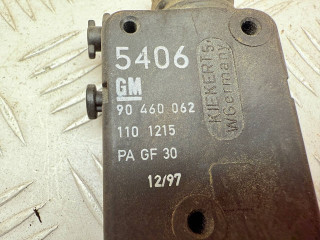 5406
GM
90 460 062
110 1215
PA GF 30
12/97
KIEKERT
W.Germany